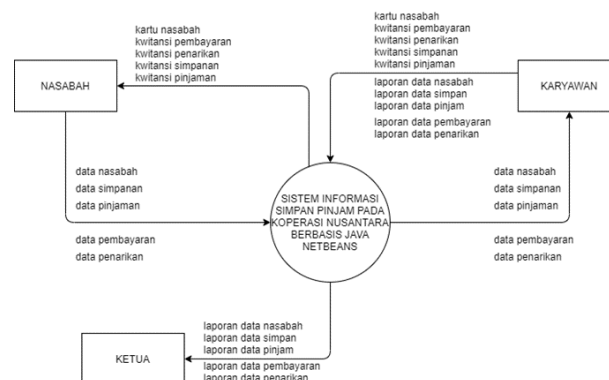 kartu nasabah
kwitansi pembayaran
kwitansi penarikan
kwitansi simpanan
kwitansi pinjaman
kartu nasabah
kwitansi pembayaran
kwitansi penarikan
kwitansi simpanan
kwitansi pinjaman
NASABAH
KARYAWAN
laporan data nasabah
laporan data simpan
laporan data pinjam
laporan data pembayaran
laporan data penarikan
data nasabah
data simpanan
data pinjaman
data pembayaran
data penarikan
SISTEM INFORMASI
SIMPAN PINJAM PADA
KOPERASI NUSANTARA
BERBASIS JAVA
NETBEANS
data nasabah
data simpanan
data pinjaman
data pembayaran
data penarikan
laporan data nasabah
laporan data simpan
laporan data pinjam
laporan data pembayaran
laporan data penarikan
KETUA